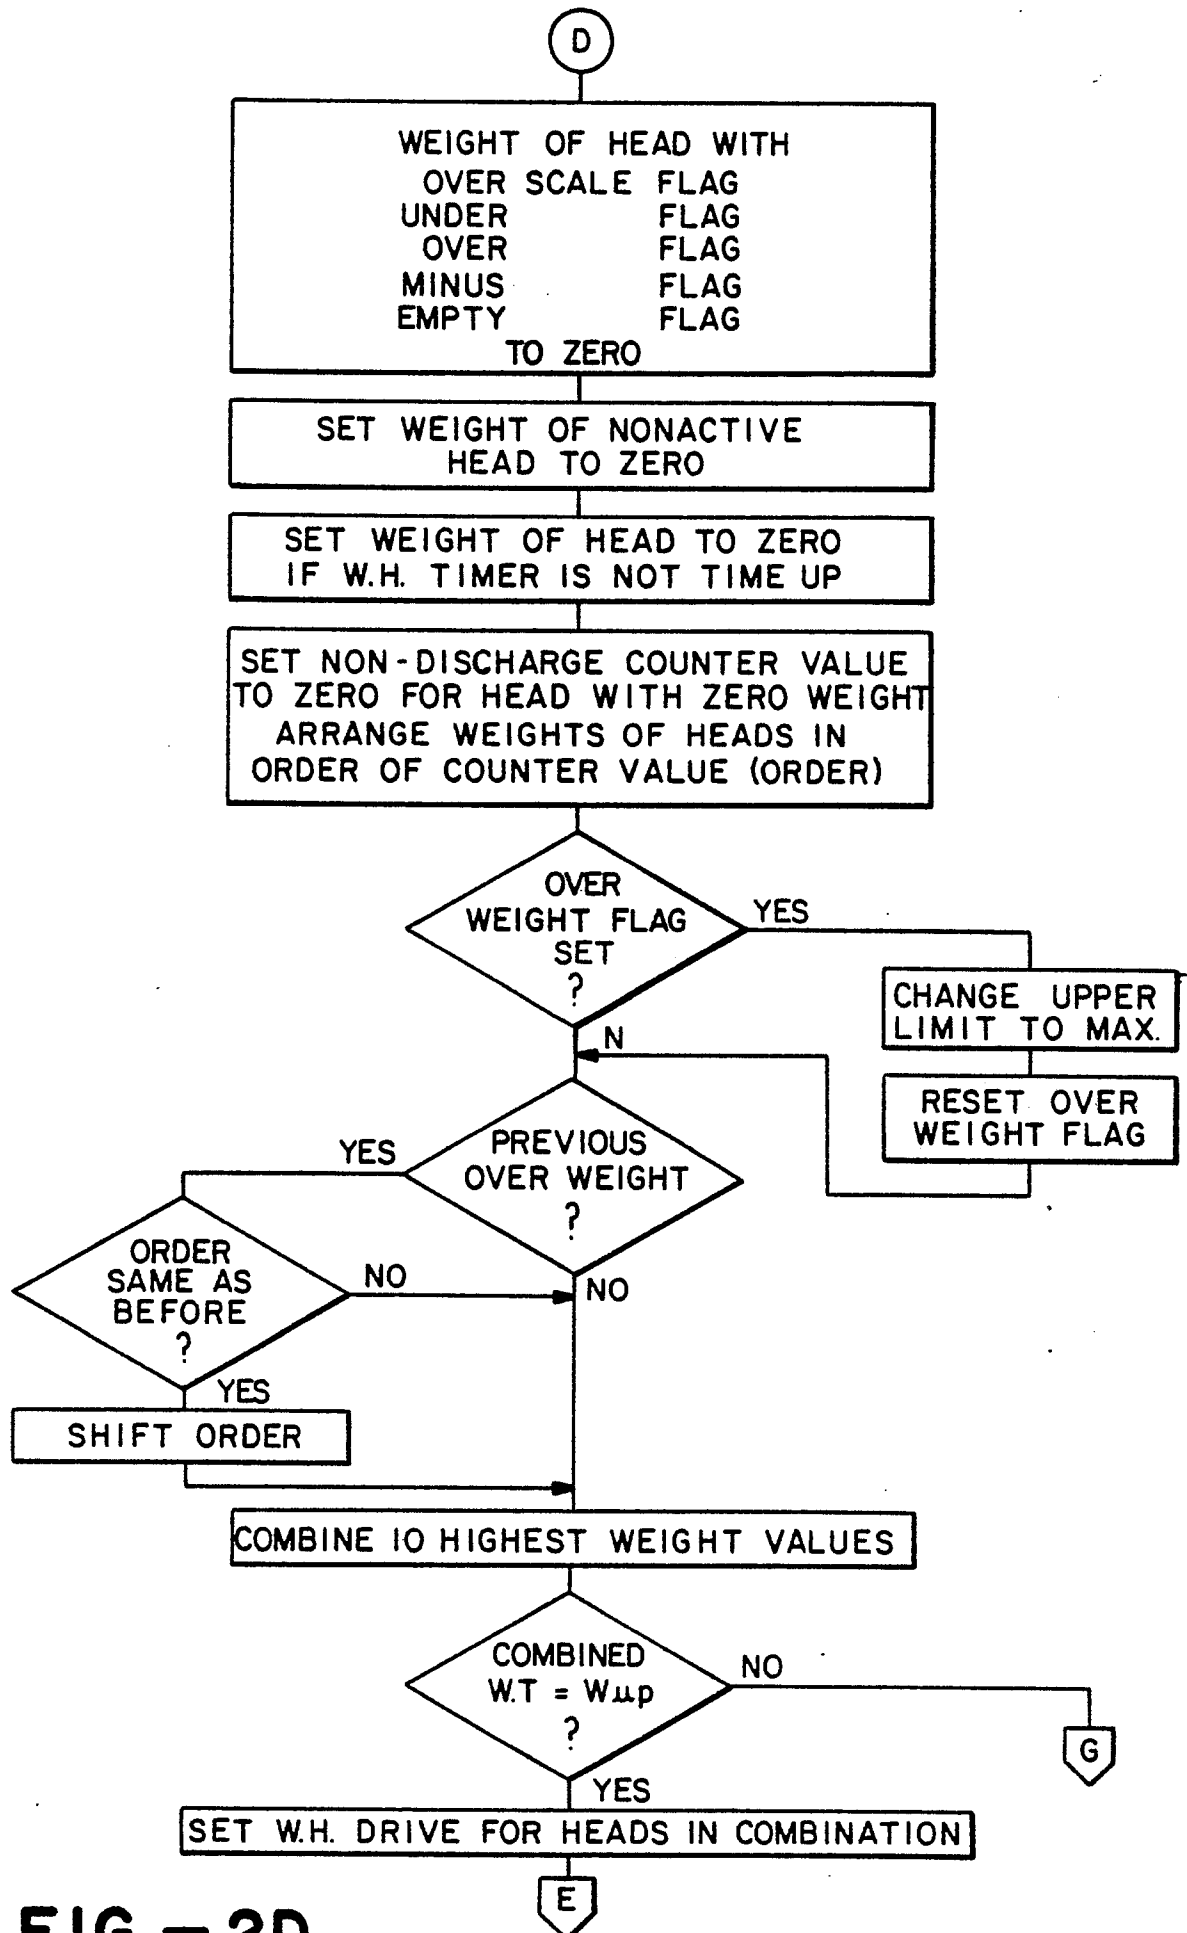 D
WEIGHT OF HEAD WITH
OVER SCALE FLAG
UNDER FLAG
OVER FLAG
MINUS FLAG
EMPTY FLAG
TO ZERO
SET WEIGHT OF NONACTIVE
HEAD TO ZERO
SET WEIGHT OF HEAD TO ZERO
IF W.H. TIMER IS NOT TIME UP
SET NON-DISCHARGE COUNTER VALUE
TO ZERO FOR HEAD WITH ZERO WEIGHT
ARRANGE WEIGHTS OF HEADS IN
ORDER OF COUNTER VALUE (ORDER)
OVER
WEIGHT FLAG
SET
?
YES
CHANGE UPPER
LIMIT TO MAX.
RESET OVER
WEIGHT FLAG
N
PREVIOUS
OVER WEIGHT
?
YES
NO
ORDER
SAME AS
BEFORE
?
NO
YES
SHIFT ORDER
COMBINE 10 HIGHEST WEIGHT VALUES
COMBINED
W.T = Wμp
?
NO
G
YES
SET W.H. DRIVE FOR HEADS IN COMBINATION
E
FIG.-2D